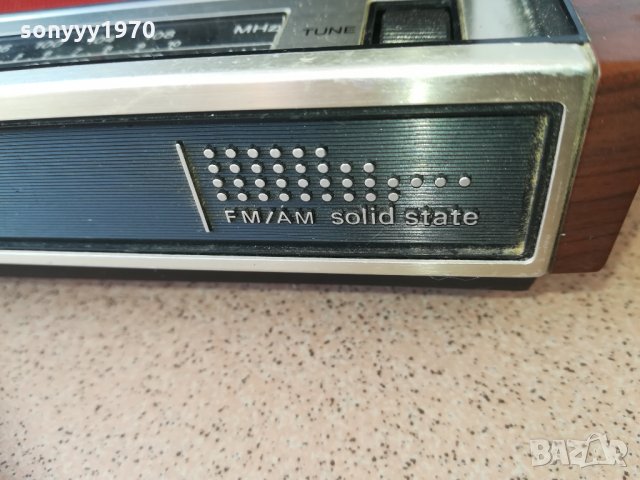 sonyyy1970
MHz TUNE
FM/AM solid state
BAZAR